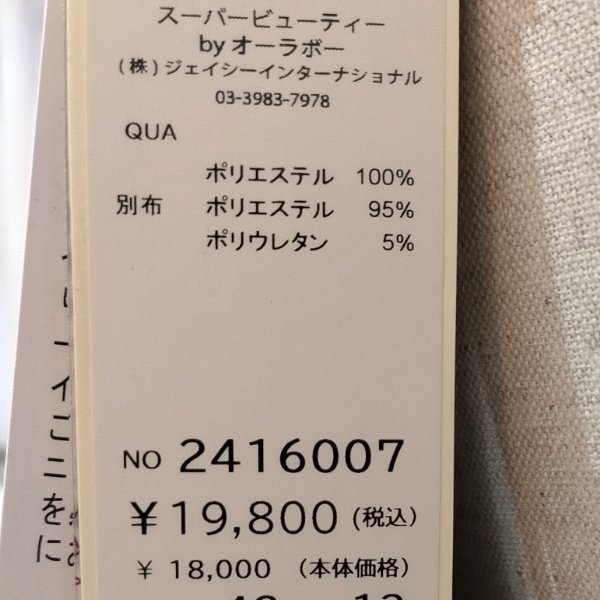 スーパービューティー
by オーラボー
(株) ジェイシーインターナショナル
03-3983-7978
QUA
ポリエステル 100%
別布 ポリエステル 95%
ポリウレタン 5%
NO 2416007
¥19,800 (税込)
¥ 18,000 (本体価格)